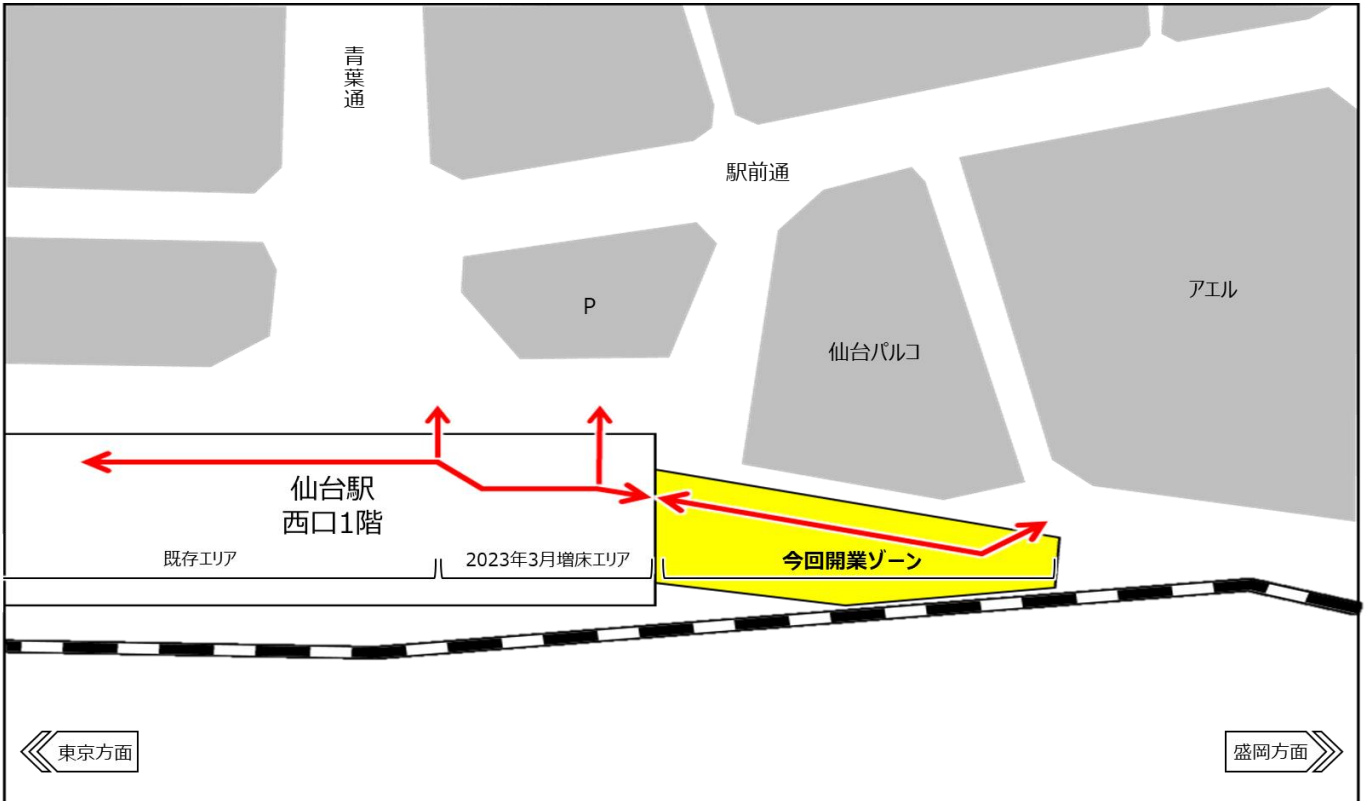 青葉通
駅前通
P
仙台パルコ
アエル
仙台駅
西口1階
既存エリア
2023年3月増床エリア
今回開業ゾーン
東京方面
盛岡方面